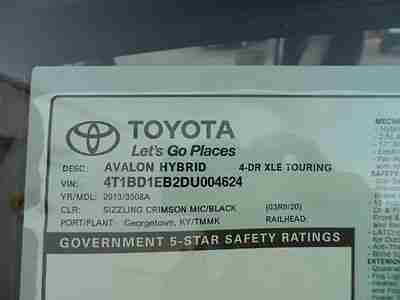 TOYOTA
Let's Go Places
DESC: AVALON HYBRID 4-DR XLE TOURING
VIN: 4T1BD1EB2DU004624
YR/MDL: 2013/3508A
CLR: SIZZLING CRIMSON MIC/BLACK (03R9/20)
PORT/PLANT: Georgetown, KY/TMMK RAILHEAD:
GOVERNMENT 5-STAR SAFETY RATINGS